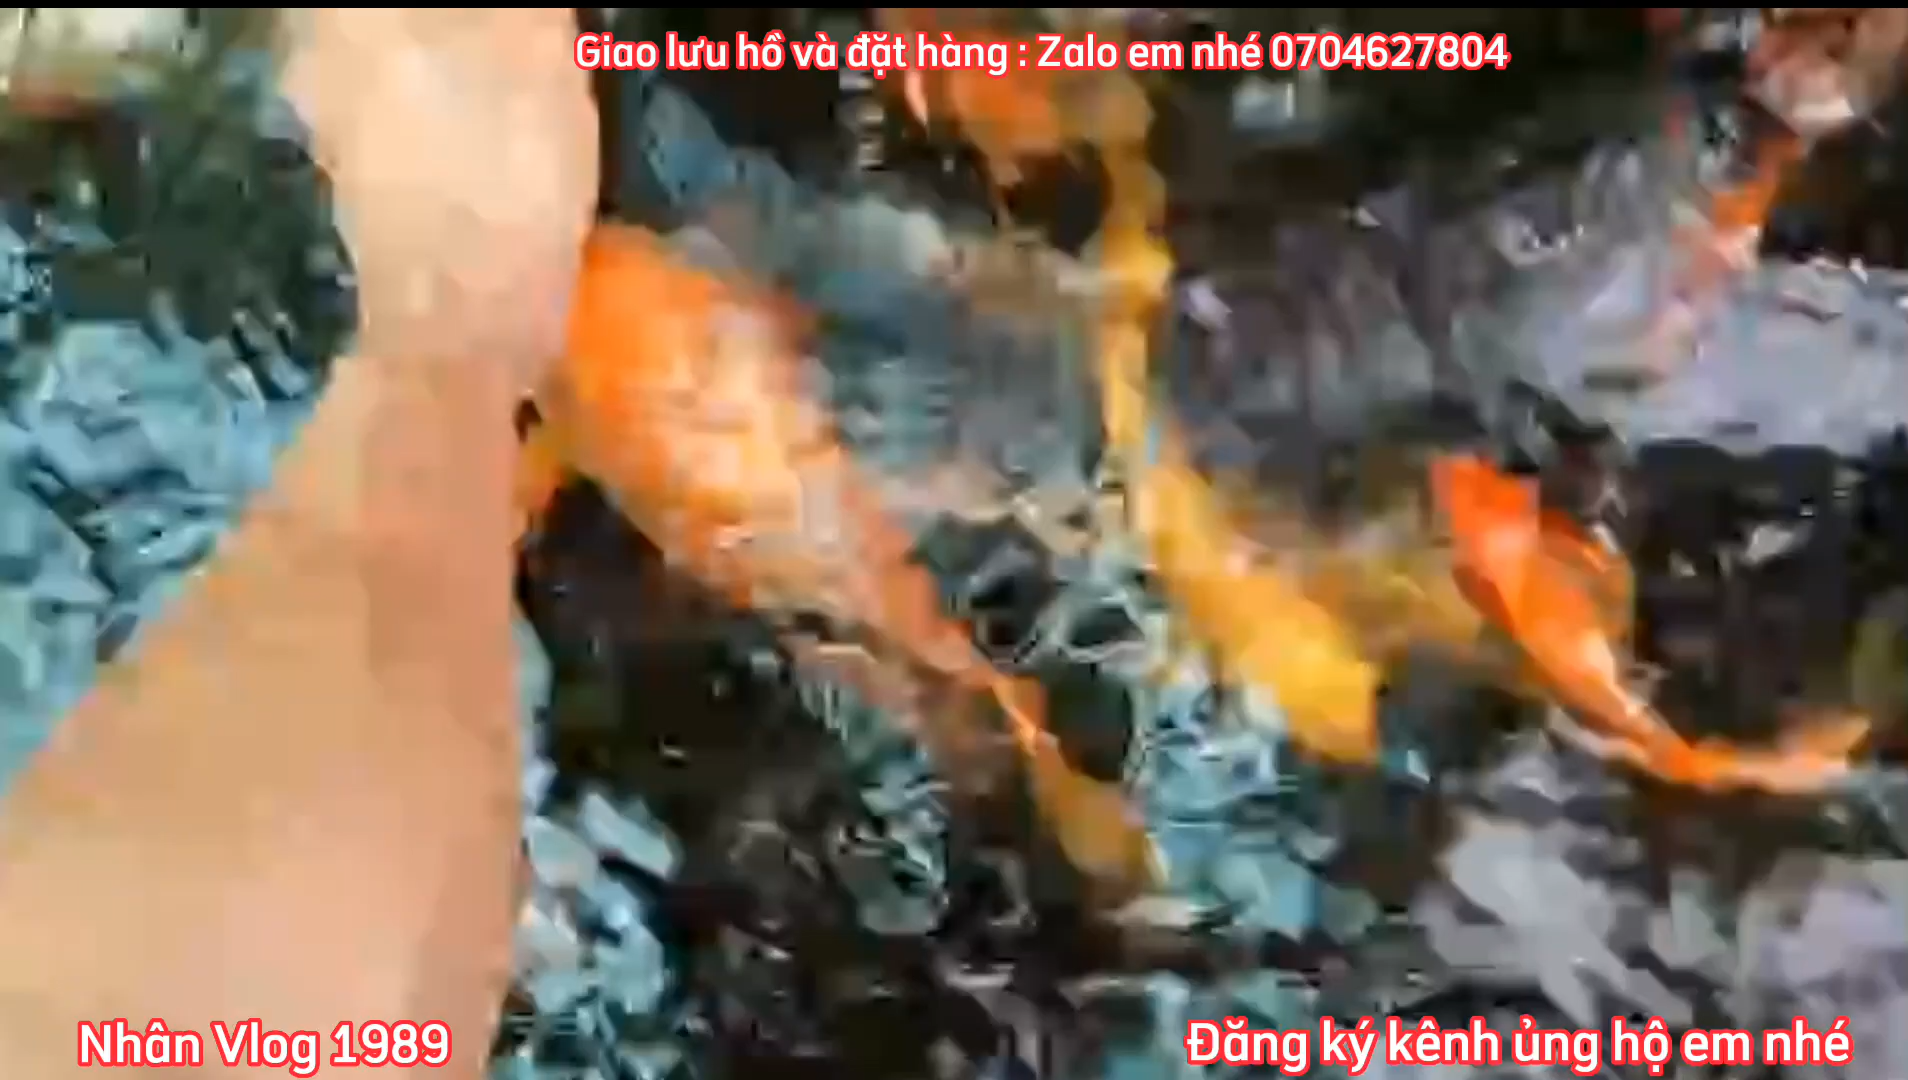 Giao lưu hồ và đặt hàng : Zalo em nhé 0704627804
Nhân Vlog 1989
Đăng ký kênh ủng hộ em nhé